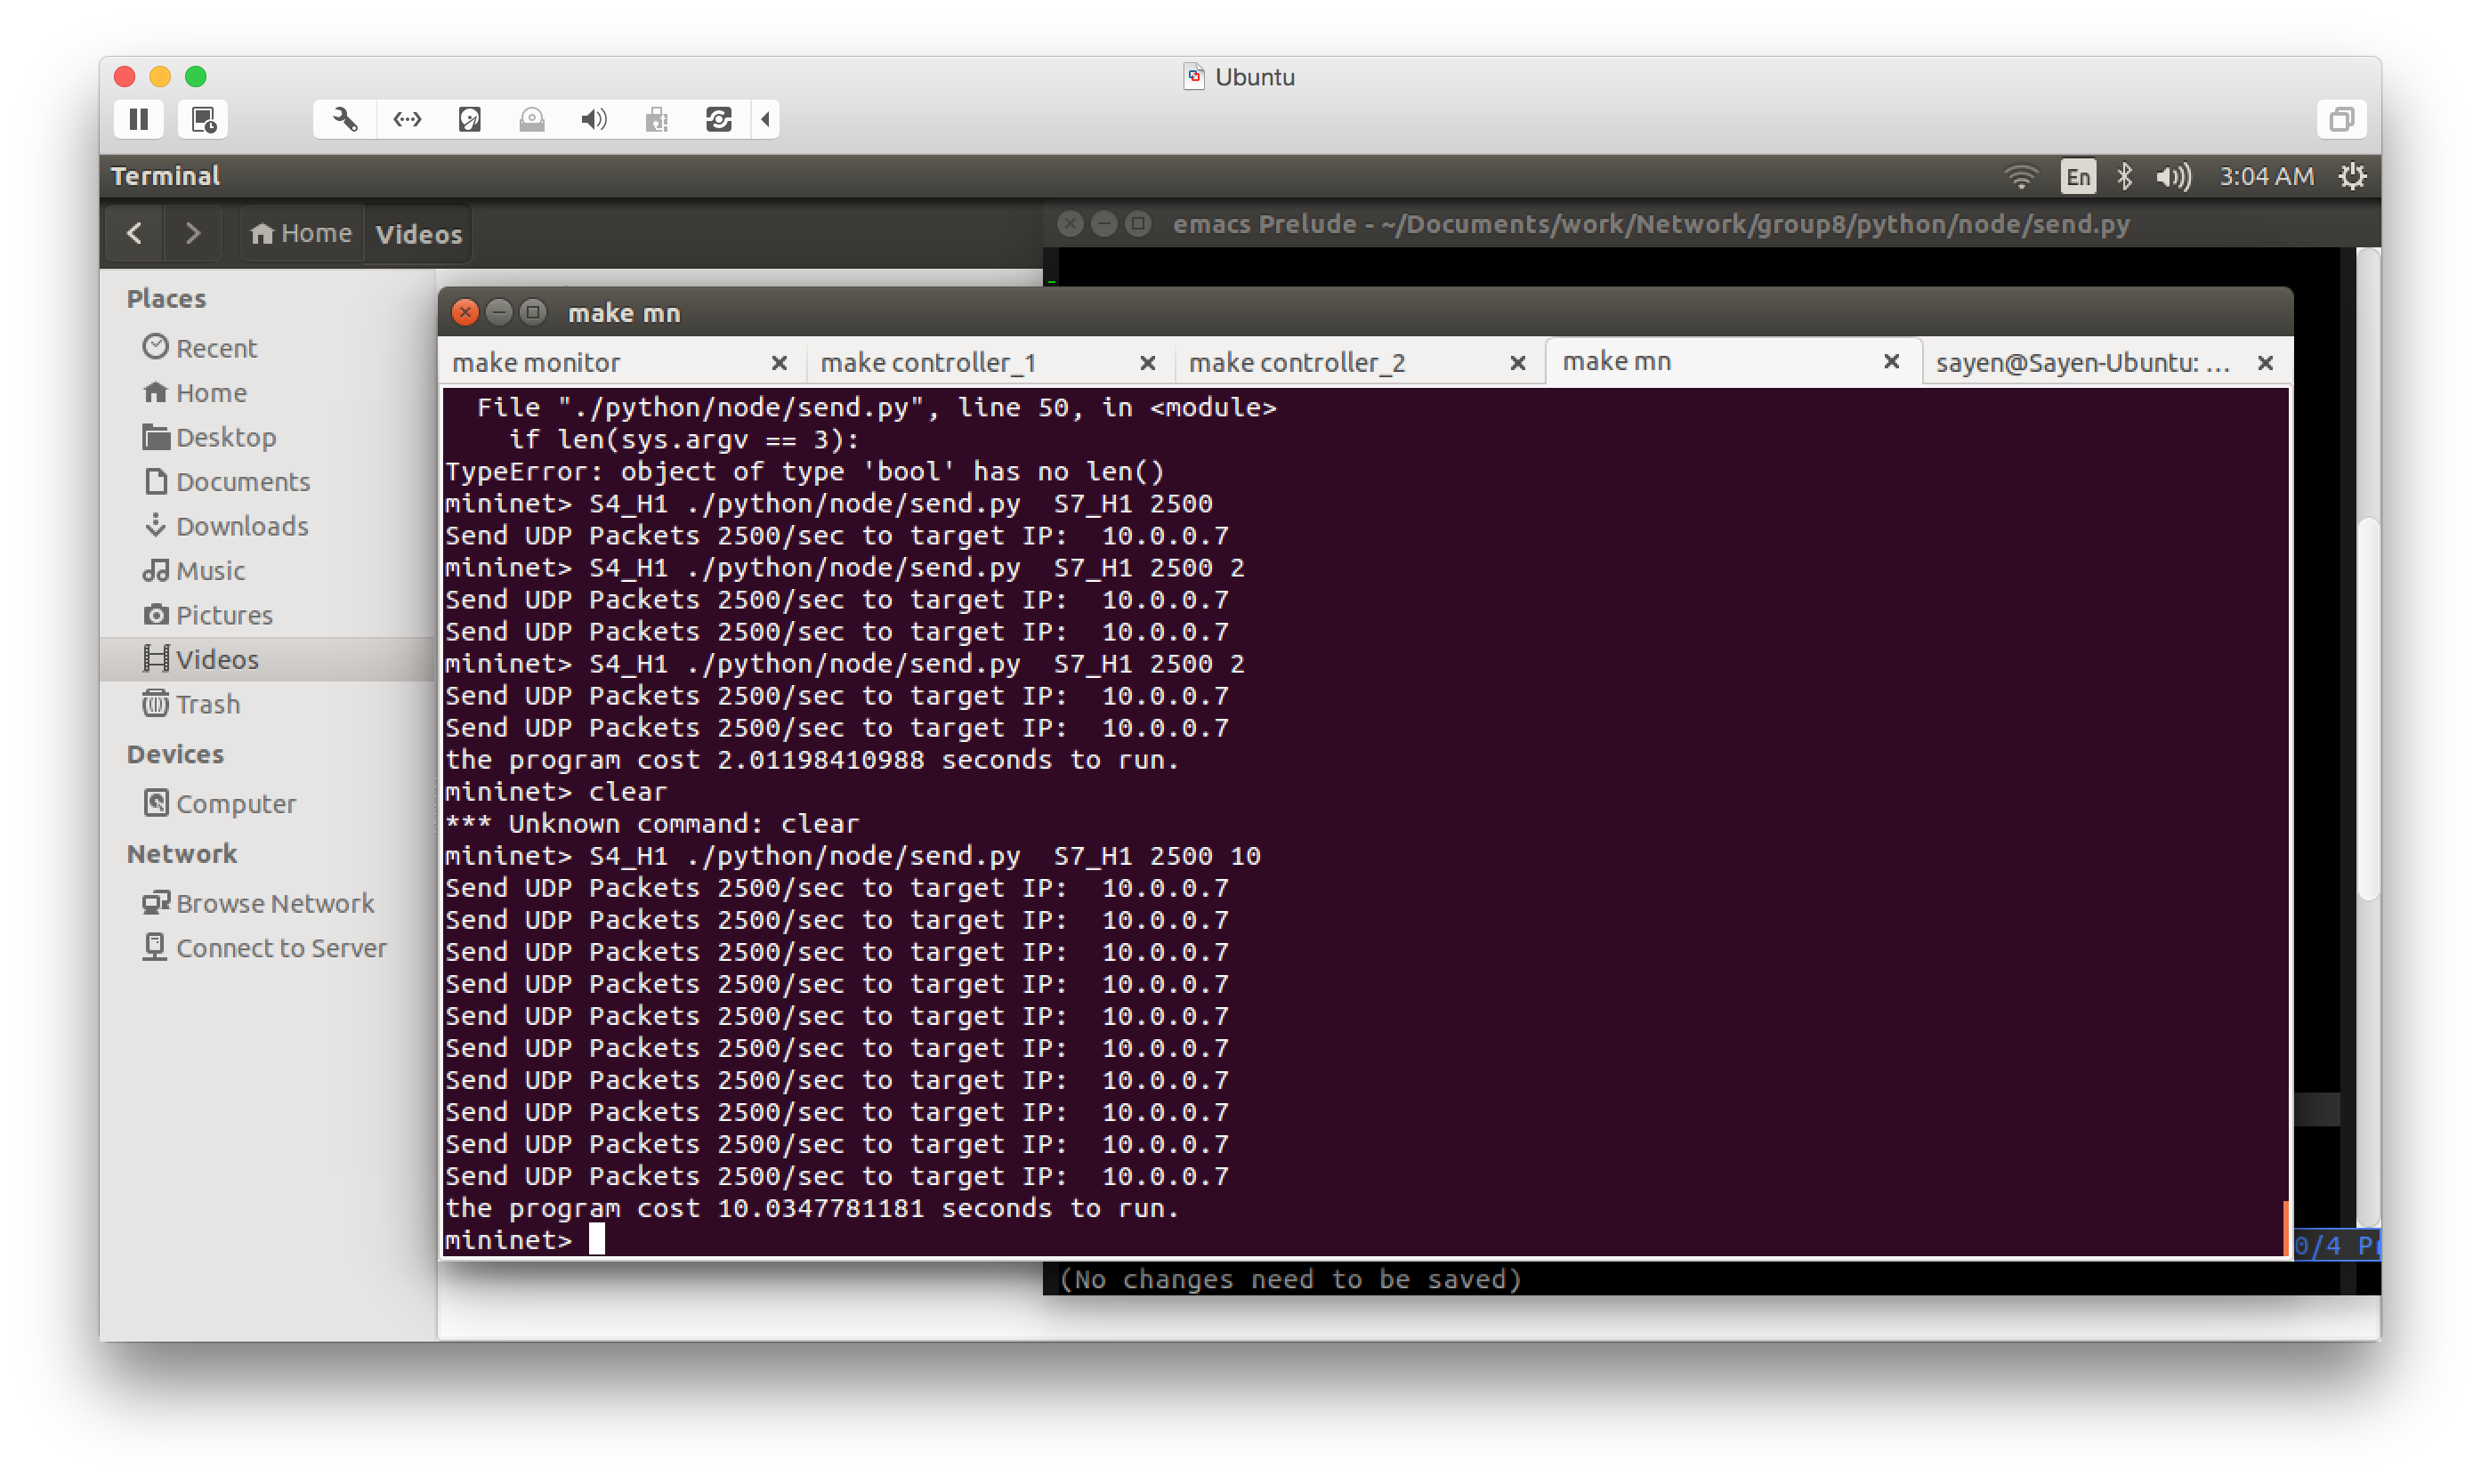 Ubuntu
Terminal
En
3:04 AM
Home
Videos
emacs Prelude - ~/Documents/work/Network/group8/python/node/send.py
Places
Recent
Home
Desktop
Documents
Downloads
Music
Pictures
Videos
Trash
Devices
Computer
Network
Browse Network
Connect to Server
make mn
make monitor
make controller_1
make controller_2
make mn
sayen@Sayen-Ubuntu: ...
  File "./python/node/send.py", line 50, in <module>
    if len(sys.argv == 3):
TypeError: object of type 'bool' has no len()
mininet> S4_H1 ./python/node/send.py  S7_H1 2500
Send UDP Packets 2500/sec to target IP:  10.0.0.7
mininet> S4_H1 ./python/node/send.py  S7_H1 2500 2
Send UDP Packets 2500/sec to target IP:  10.0.0.7
Send UDP Packets 2500/sec to target IP:  10.0.0.7
mininet> S4_H1 ./python/node/send.py  S7_H1 2500 2
Send UDP Packets 2500/sec to target IP:  10.0.0.7
Send UDP Packets 2500/sec to target IP:  10.0.0.7
the program cost 2.01198410988 seconds to run.
mininet> clear
*** Unknown command: clear
mininet> S4_H1 ./python/node/send.py  S7_H1 2500 10
Send UDP Packets 2500/sec to target IP:  10.0.0.7
Send UDP Packets 2500/sec to target IP:  10.0.0.7
Send UDP Packets 2500/sec to target IP:  10.0.0.7
Send UDP Packets 2500/sec to target IP:  10.0.0.7
Send UDP Packets 2500/sec to target IP:  10.0.0.7
Send UDP Packets 2500/sec to target IP:  10.0.0.7
Send UDP Packets 2500/sec to target IP:  10.0.0.7
Send UDP Packets 2500/sec to target IP:  10.0.0.7
Send UDP Packets 2500/sec to target IP:  10.0.0.7
Send UDP Packets 2500/sec to target IP:  10.0.0.7
the program cost 10.0347781181 seconds to run.
mininet>
0/4
(No changes need to be saved)